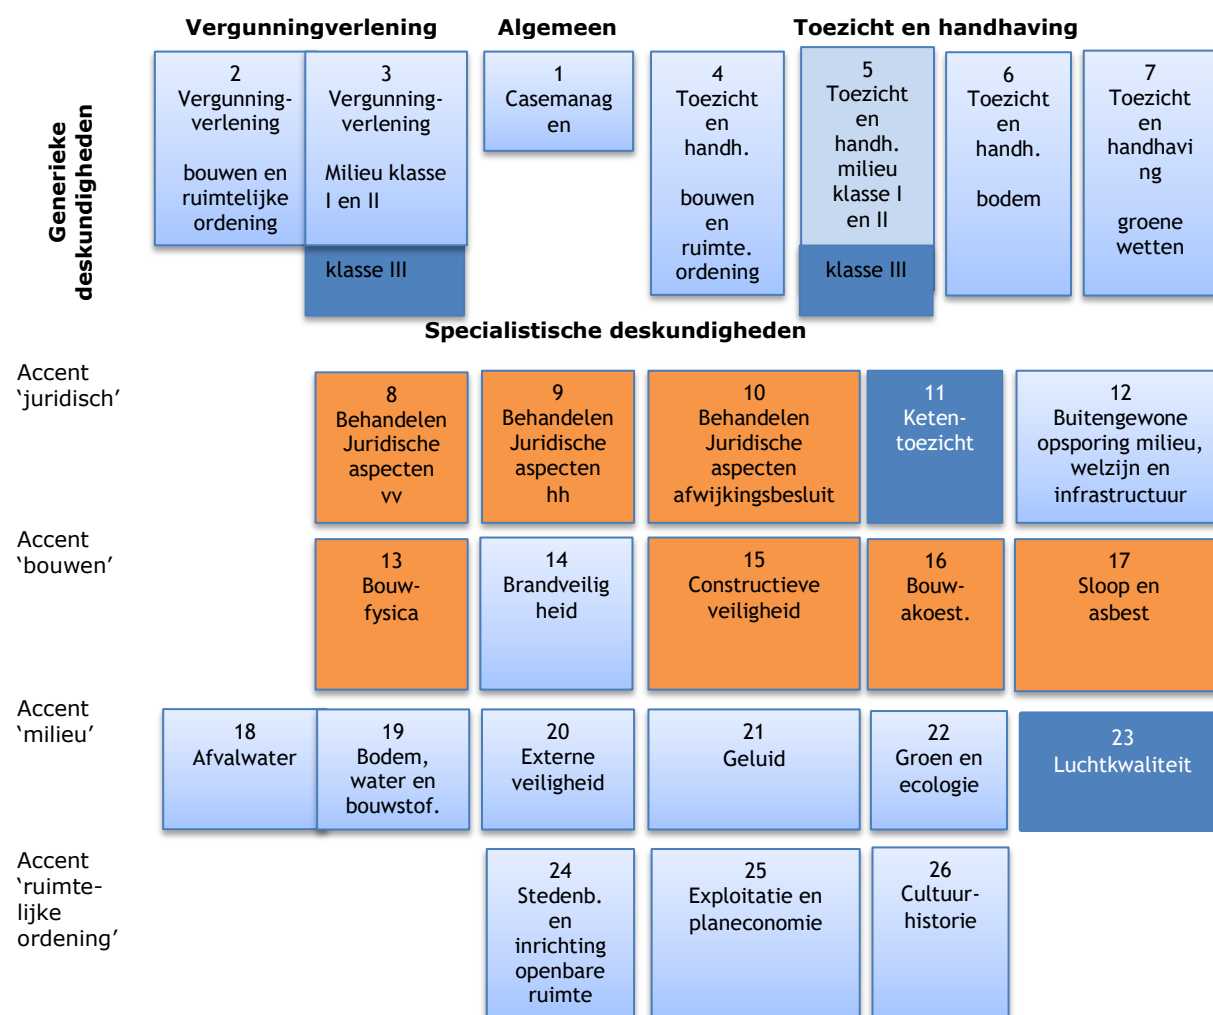 Vergunningverlening
Algemeen
Toezicht en handhaving
Generieke
deskundigheden
2
Vergunning-
verlening
bouwen en
ruimtelijke
ordening
3
Vergunning-
verlening
Milieu klasse
I en II
klasse III
1
Casemanag
en
4
Toezicht
en
handh.
bouwen
en
ruimte.
ordening
5
Toezicht
en
handh.
milieu
klasse I
en II
klasse III
6
Toezicht
en
handh.
bodem
7
Toezicht
en
handhavi
ng
groene
wetten
Specialistische deskundigheden
Accent
‘juridisch’
8
Behandelen
Juridische
aspecten
vv
9
Behandelen
Juridische
aspecten
hh
10
Behandelen
Juridische
aspecten
afwijkingsbesluit
11
Keten-
toezicht
12
Buitengewone
opsporing milieu,
welzijn en
infrastructuur
Accent
‘bouwen’
13
Bouw-
fysica
14
Brandveilig
heid
15
Constructieve
veiligheid
16
Bouw-
akoest.
17
Sloop en
asbest
Accent
‘milieu’
18
Afvalwater
19
Bodem,
water en
bouwstof.
20
Externe
veiligheid
21
Geluid
22
Groen en
ecologie
23
Luchtkwaliteit
Accent
‘ruimte-
lijke
ordening’
24
Stedenb.
en
inrichting
openbare
ruimte
25
Exploitatie en
planeconomie
26
Cultuur-
historie